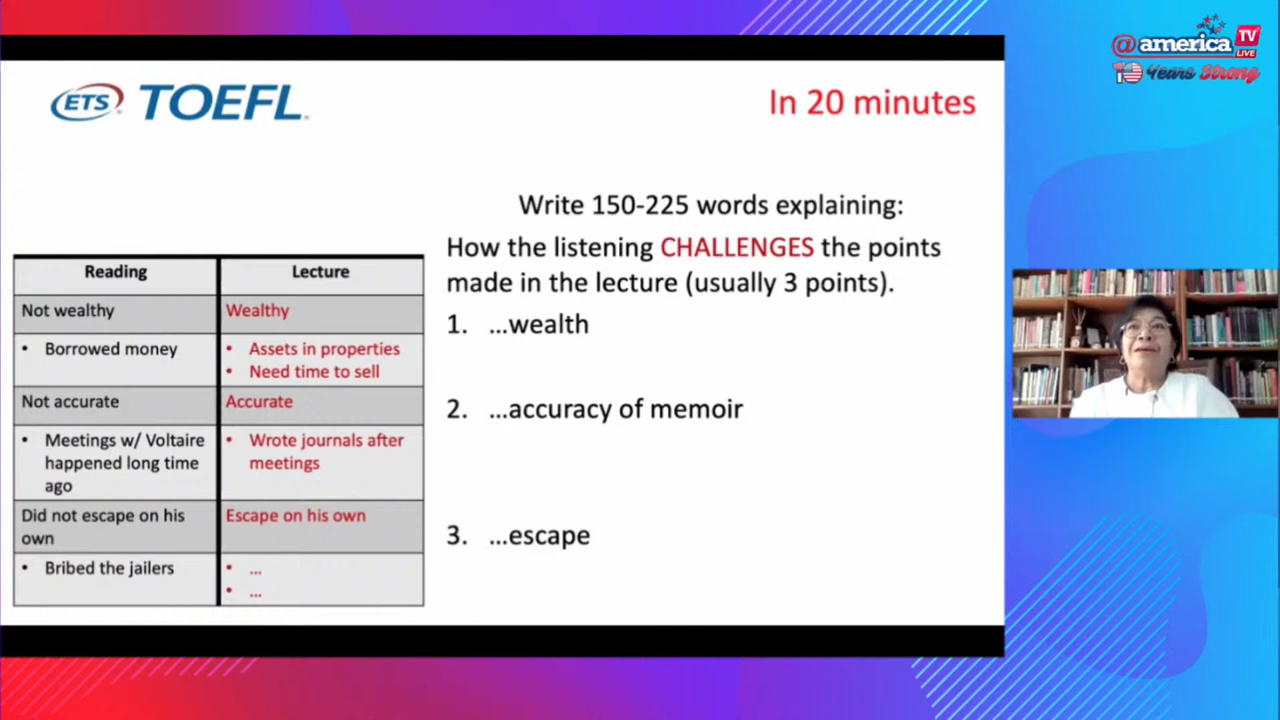 @america TV
LIVE
10 Years Strong
ETS TOEFL
In 20 minutes
Write 150-225 words explaining:
How the listening CHALLENGES the points
made in the lecture (usually 3 points).
1. ...wealth
2. ...accuracy of memoir
3. ...escape
Reading Lecture
Not wealthy Wealthy
• Borrowed money • Assets in properties
• Need time to sell
Not accurate Accurate
• Meetings w/ Voltaire • Wrote journals after
happened long time meetings
ago
Did not escape on his Escape on his own
own
• Bribed the jailers • ...
• ...